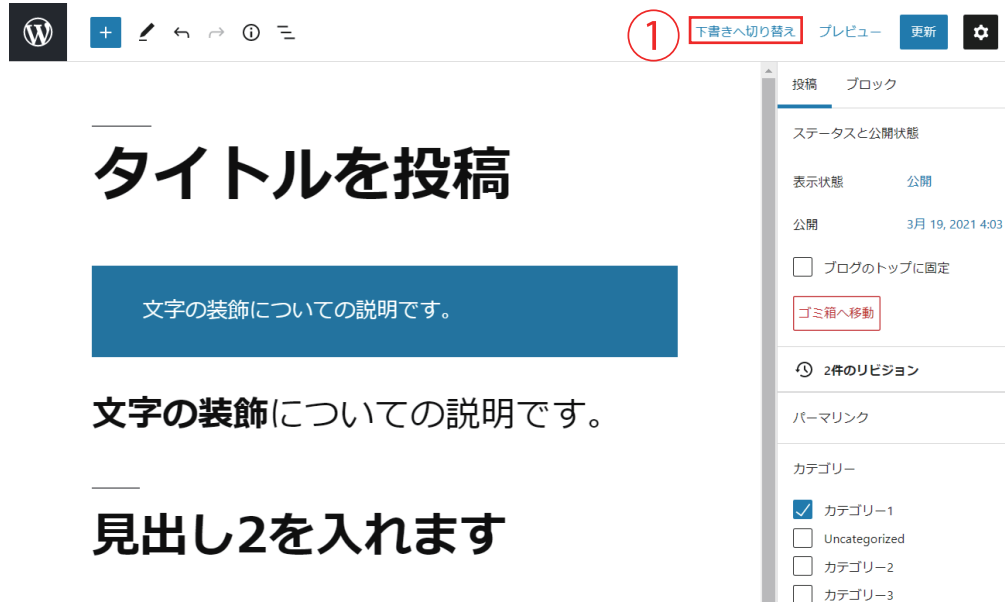 ① 下書きへ切り替え プレビュー 更新
投稿 ブロック
ステータスと公開状態
表示状態 公開
公開 3月 19, 2021 4:03
ブログのトップに固定
ゴミ箱へ移動
2件のリビジョン
パーマリンク
カテゴリー
カテゴリー1
Uncategorized
カテゴリー2
カテゴリー3
タイトルを投稿
文字の装飾についての説明です。
文字の装飾についての説明です。
見出し2を入れます